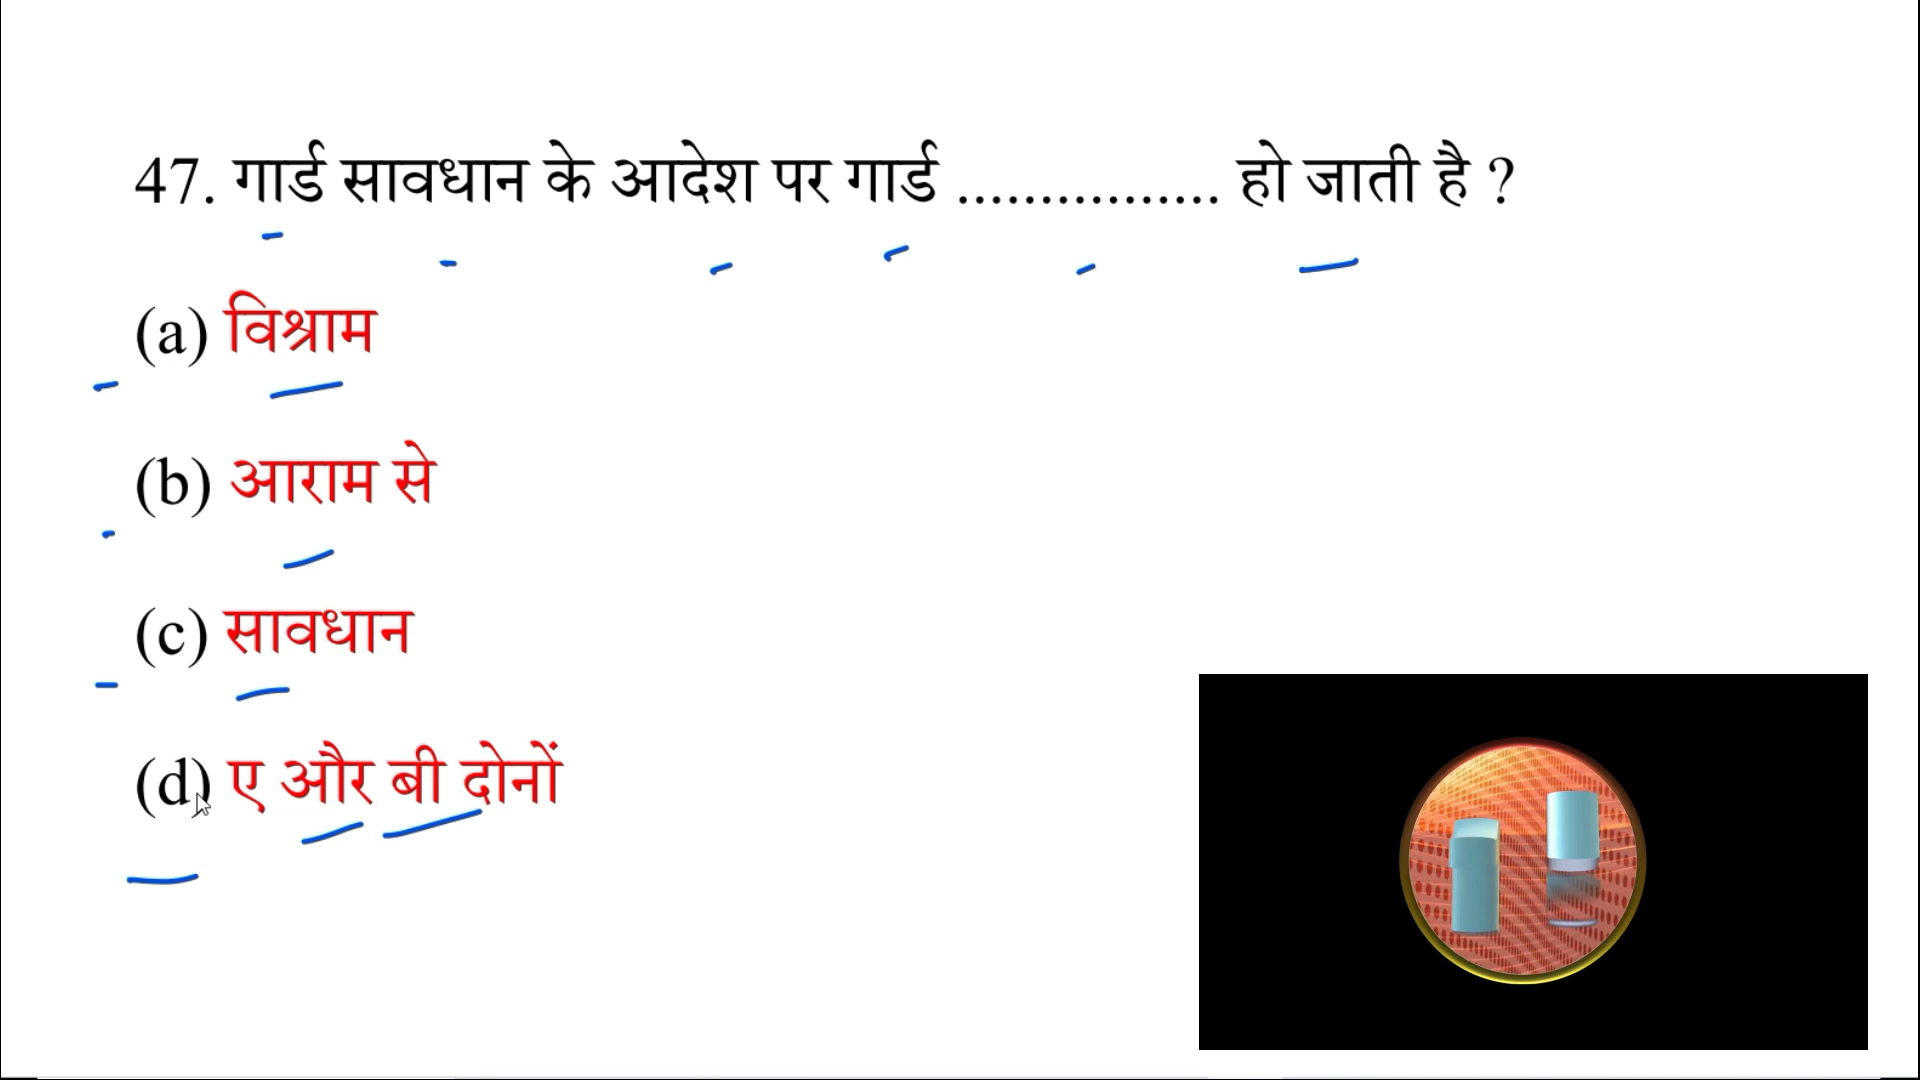 47. गार्ड सावधान के आदेश पर गार्ड ................ हो जाती है ?
(a) विश्राम
(b) आराम से
(c) सावधान
(d) ए और बी दोनों